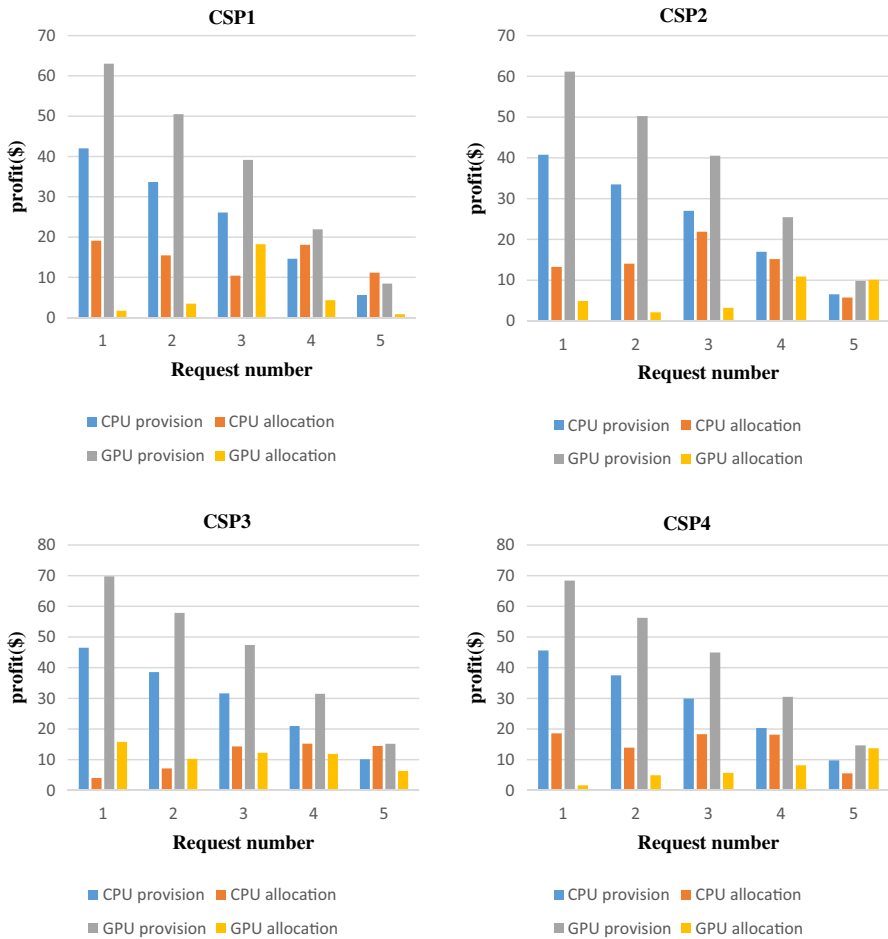 CSP1
70
60
50
40
30
20
10
0
profit($)
1 2 3 4 5
Request number
CPU provision CPU allocation
GPU provision GPU allocation
CSP2
70
60
50
40
30
20
10
0
profit($)
1 2 3 4 5
Request number
CPU provision CPU allocation
GPU provision GPU allocation
CSP3
80
70
60
50
40
30
20
10
0
profit($)
1 2 3 4 5
Request number
CPU provision CPU allocation
GPU provision GPU allocation
CSP4
80
70
60
50
40
30
20
10
0
profit($)
1 2 3 4 5
Request number
CPU provision CPU allocation
GPU provision GPU allocation